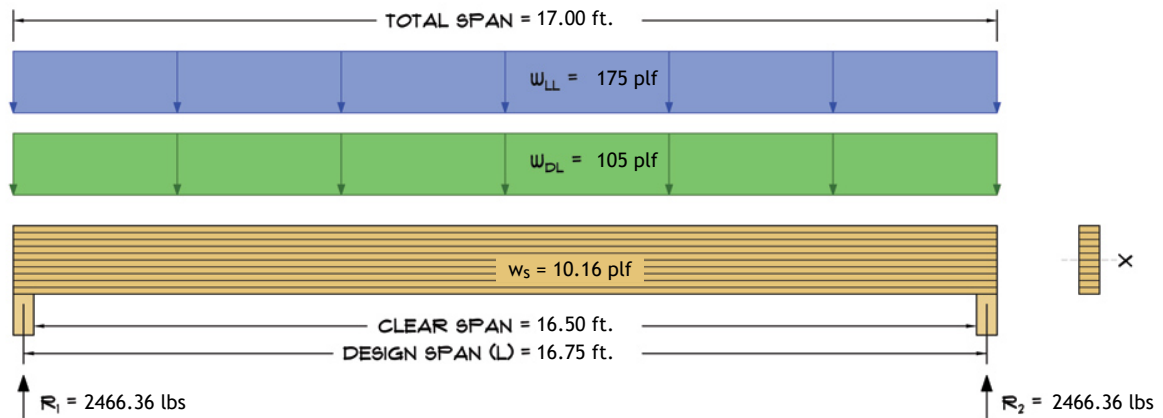 TOTAL SPAN = 17.00 ft.
wLL = 175 plf
wDL = 105 plf
ws = 10.16 plf
X
CLEAR SPAN = 16.50 ft.
DESIGN SPAN (L) = 16.75 ft.
R1 = 2466.36 lbs
R2 = 2466.36 lbs